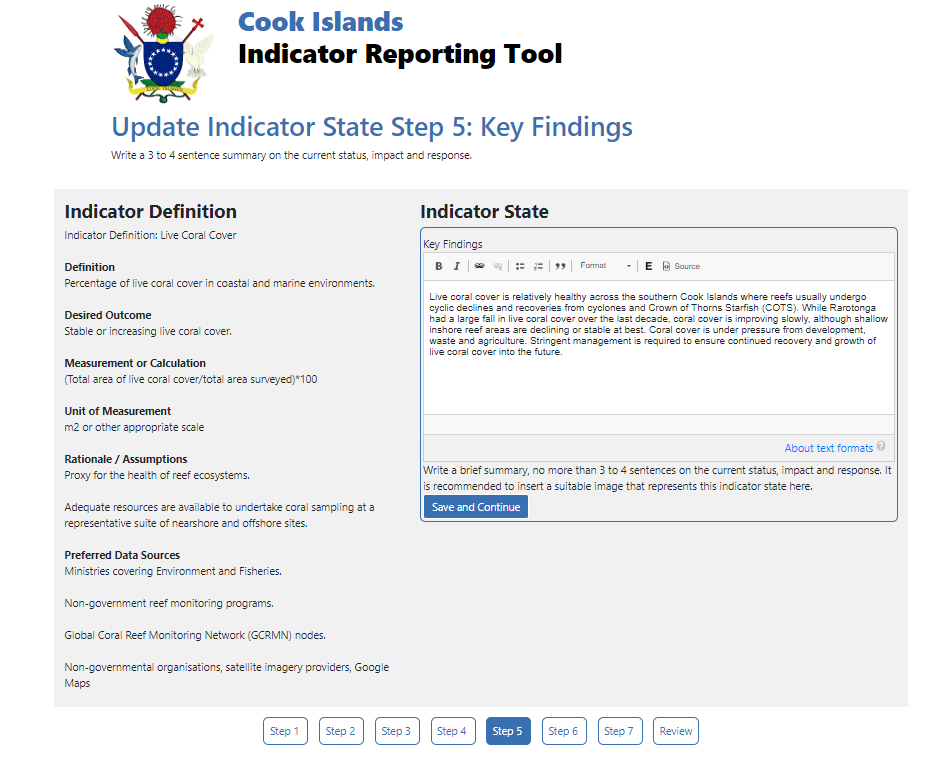 Cook Islands
Indicator Reporting Tool
COOK ISLANDS
Update Indicator State Step 5: Key Findings
Write a 3 to 4 sentence summary on the current status, impact and response.
Indicator Definition
Indicator Definition: Live Coral Cover
Definition
Percentage of live coral cover in coastal and marine environments.
Desired Outcome
Stable or increasing live coral cover.
Measurement or Calculation
(Total area of live coral cover/total area surveyed)*100
Unit of Measurement
m2 or other appropriate scale
Rationale / Assumptions
Proxy for the health of reef ecosystems.
Adequate resources are available to undertake coral sampling at a
representative suite of nearshore and offshore sites.
Preferred Data Sources
Ministries covering Environment and Fisheries.
Non-government reef monitoring programs.
Global Coral Reef Monitoring Network (GCRMN) nodes.
Non-governmental organisations, satellite imagery providers, Google
Maps
Indicator State
Key Findings
B I Format E Source
Live coral cover is relatively healthy across the southern Cook Islands where reefs usually undergo
cyclic declines and recoveries from cyclones and Crown of Thorns Starfish (COTS). While Rarotonga
had a large fall in live coral cover over the last decade, coral cover is improving slowly, although shallow
inshore reef areas are declining or stable at best. Coral cover is under pressure from development,
waste and agriculture. Stringent management is required to ensure continued recovery and growth of
live coral cover into the future.
About text formats ?
Write a brief summary, no more than 3 to 4 sentences on the current status, impact and response. It
is recommended to insert a suitable image that represents this indicator state here.
Save and Continue
Step 1 Step 2 Step 3 Step 4 Step 5 Step 6 Step 7 Review